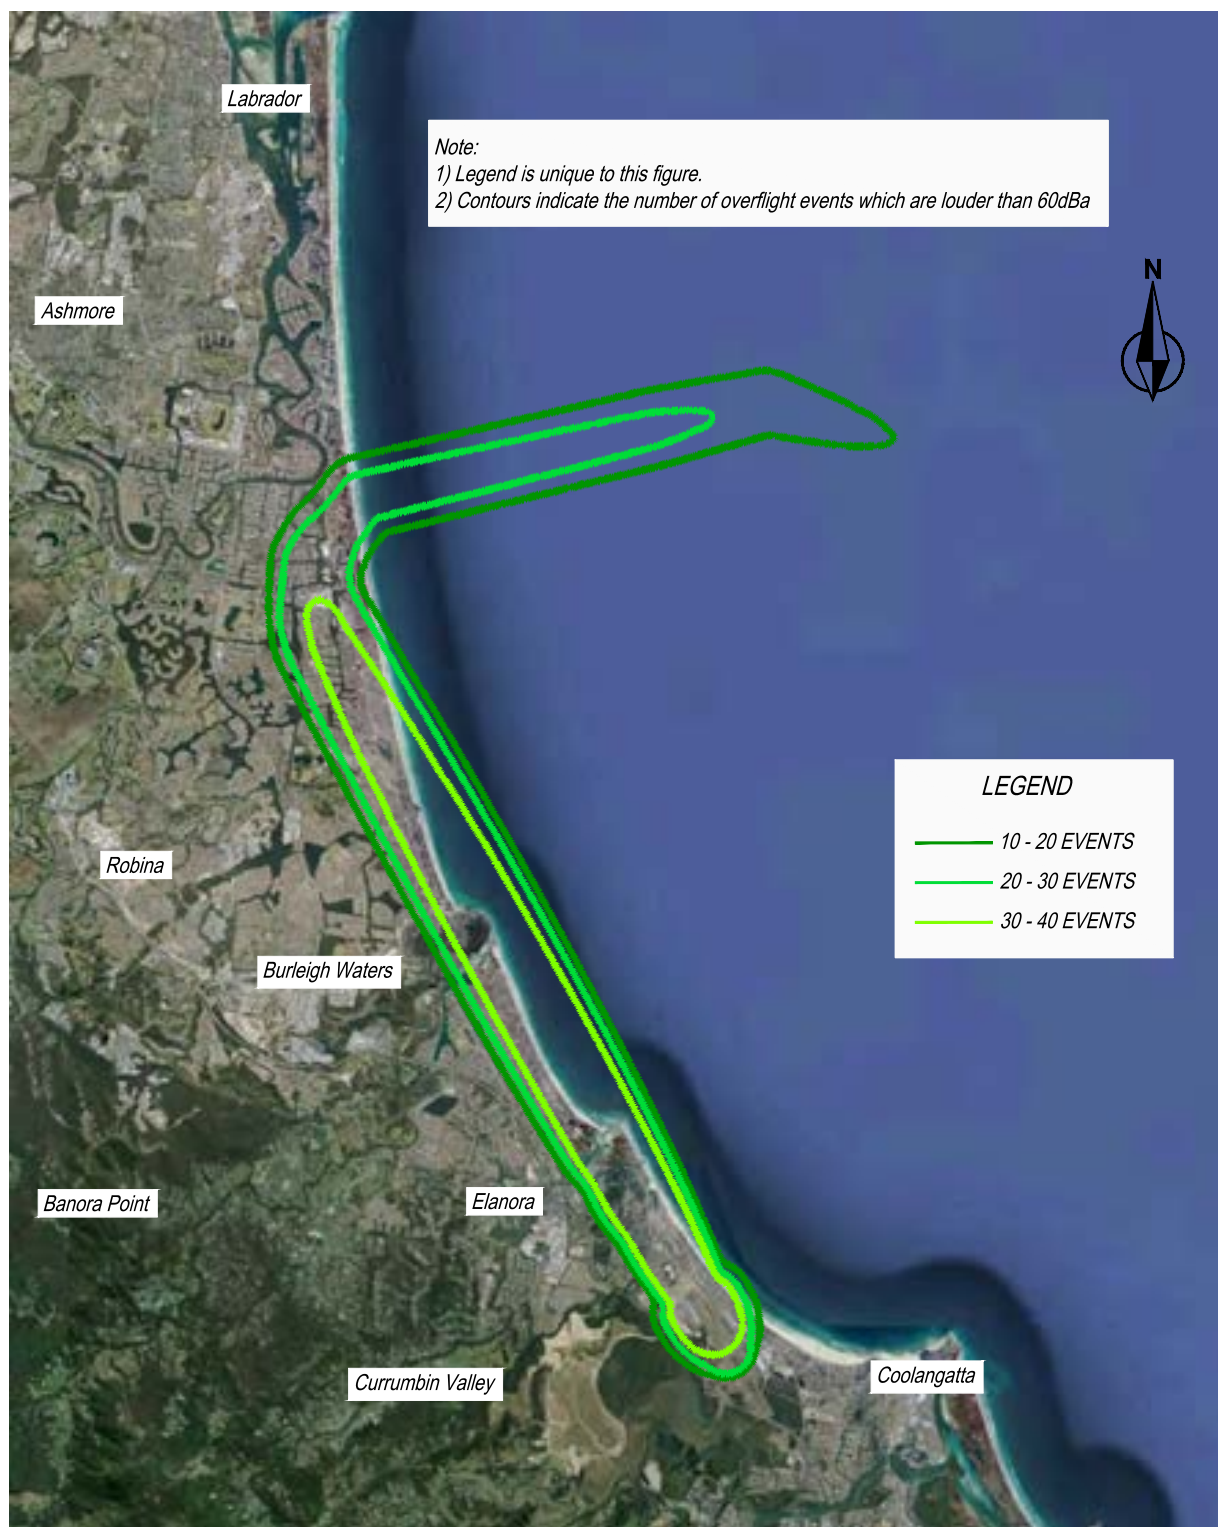 Labrador
Note:
1) Legend is unique to this figure.
2) Contours indicate the number of overflight events which are louder than 60dBa
N
Ashmore
LEGEND
10 - 20 EVENTS
20 - 30 EVENTS
30 - 40 EVENTS
Robina
Burleigh Waters
Banora Point
Elanora
Currumbin Valley
Coolangatta